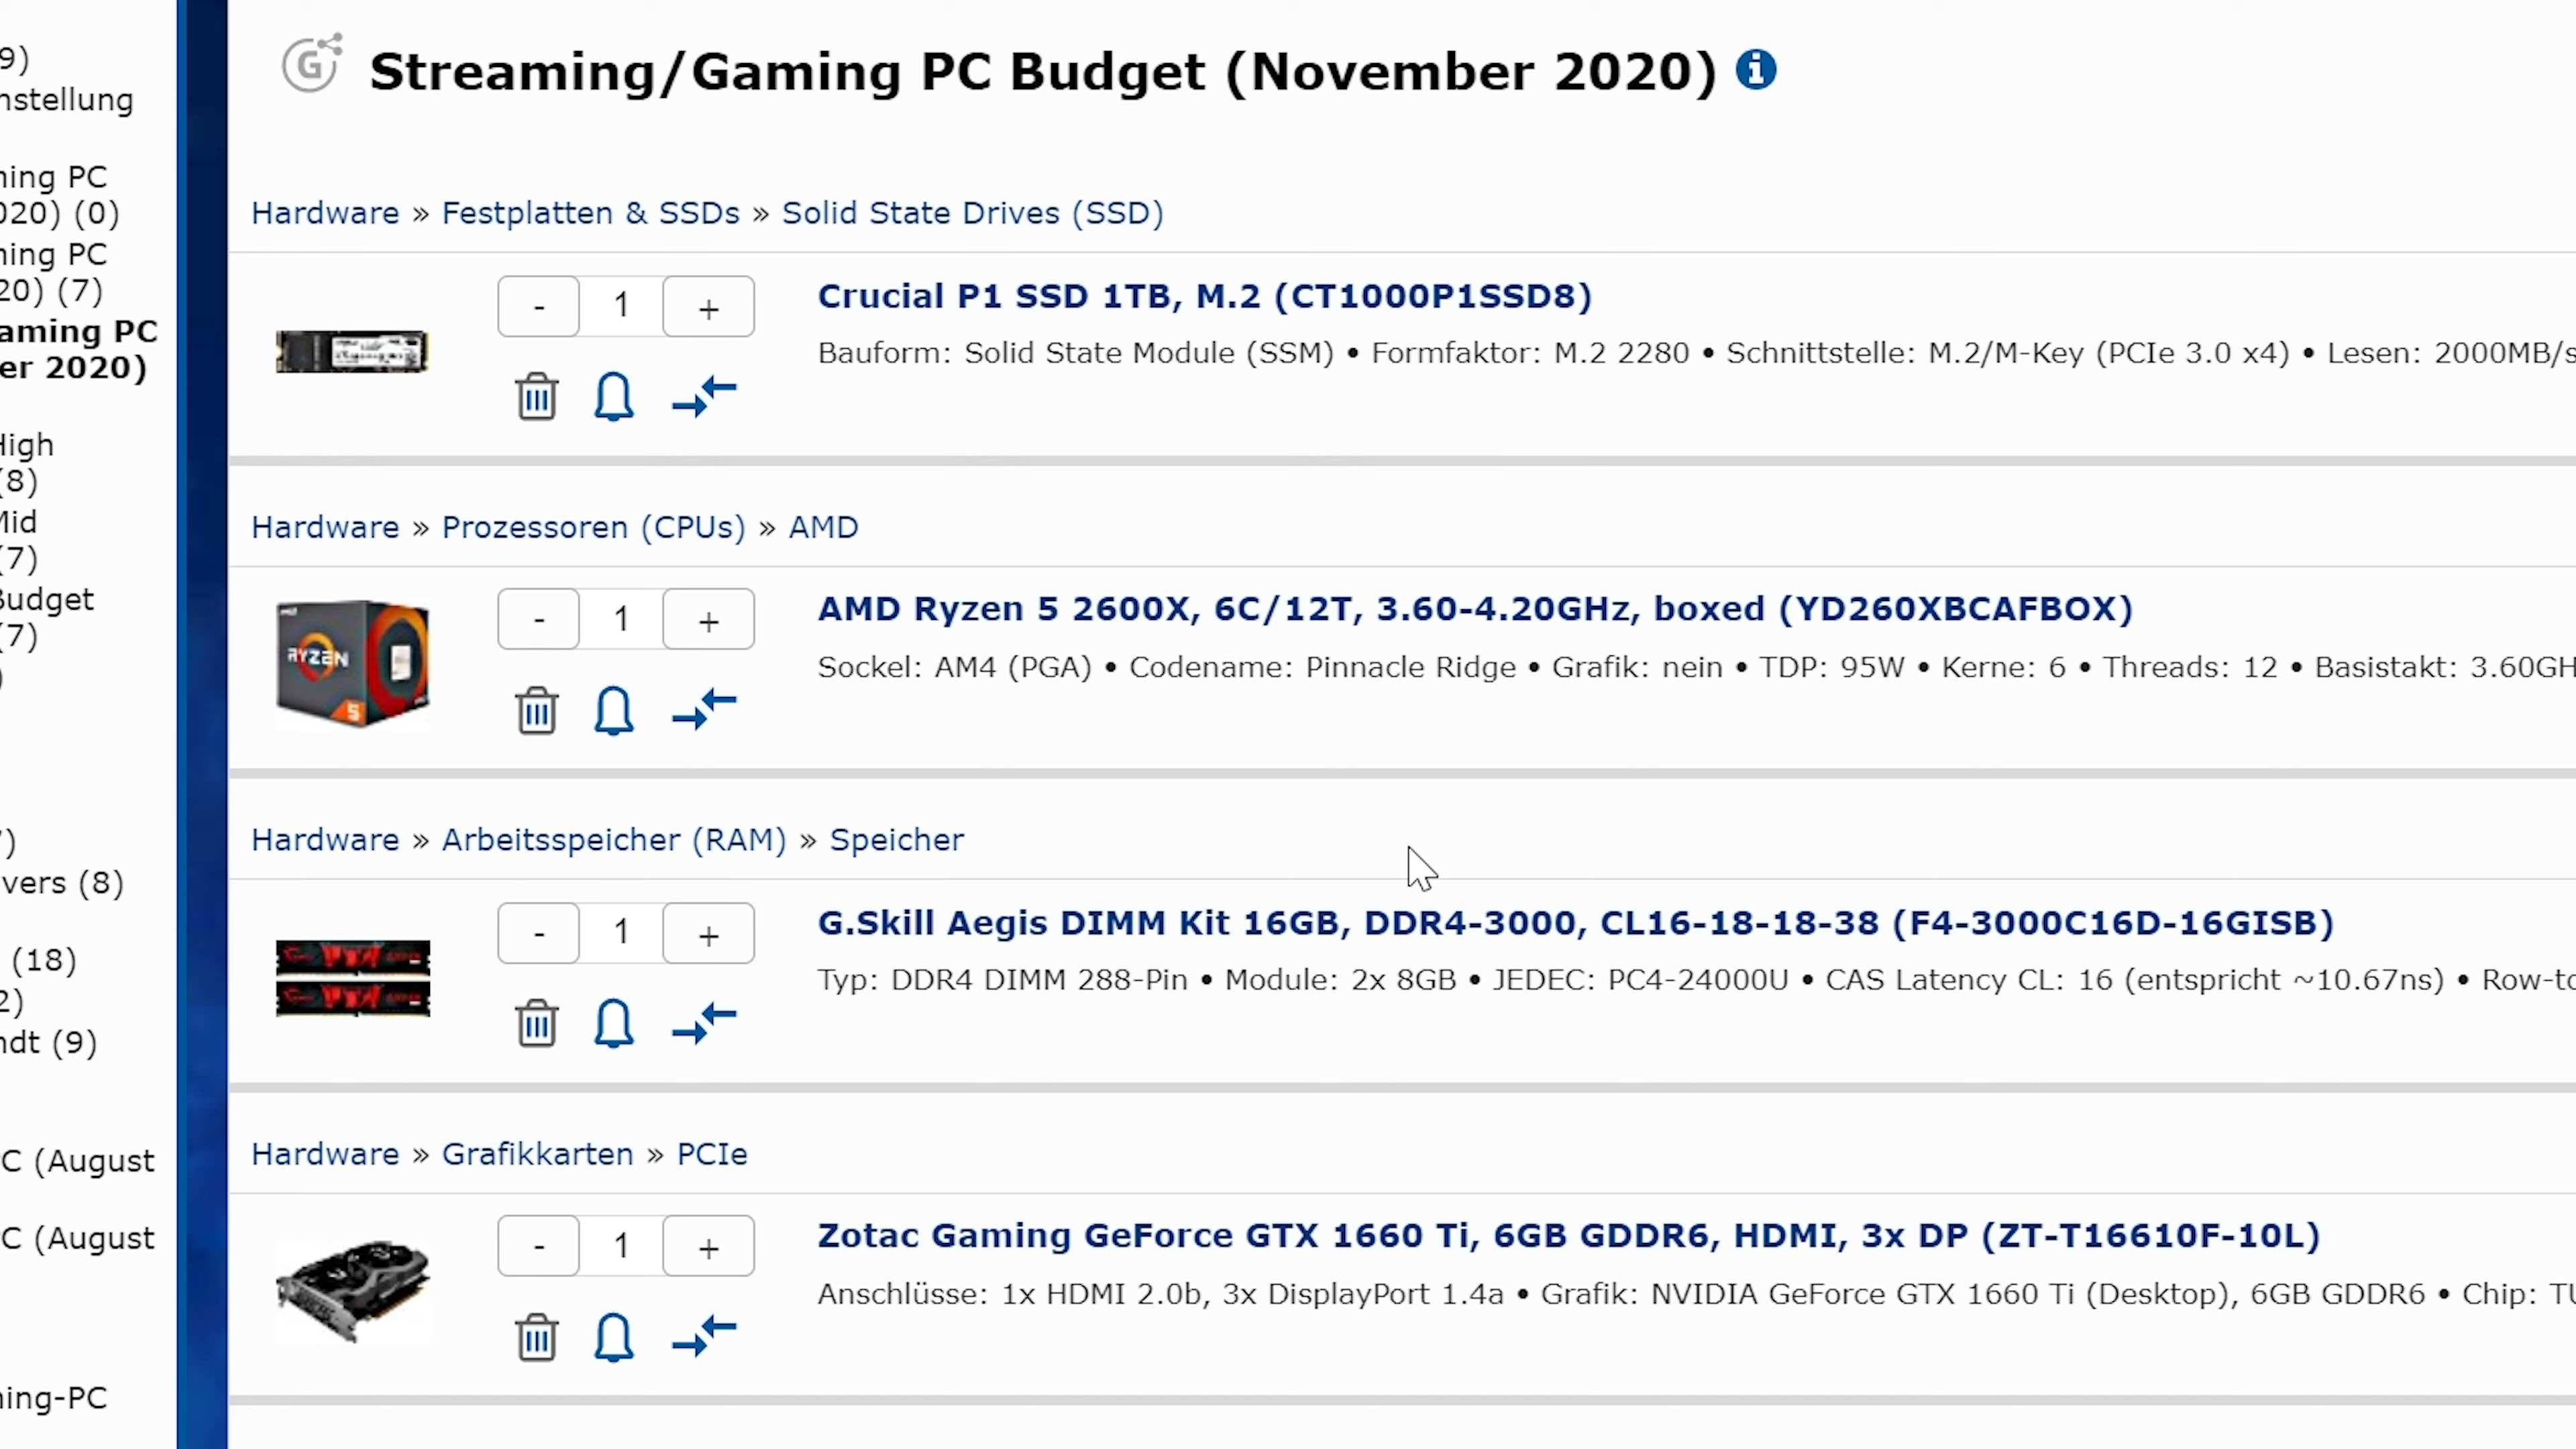 9)
nstellung
ning PC
020) (0)
ning PC
20) (7)
aming PC
er 2020)
High
(8)
Mid
(7)
Budget
(7)
)
)
vers (8)
(18)
2)
ndt (9)
C (August
C (August
ning-PC
Streaming/Gaming PC Budget (November 2020)
Hardware » Festplatten & SSDs » Solid State Drives (SSD)
- 1 +
Crucial P1 SSD 1TB, M.2 (CT1000P1SSD8)
Bauform: Solid State Module (SSM) • Formfaktor: M.2 2280 • Schnittstelle: M.2/M-Key (PCIe 3.0 x4) • Lesen: 2000MB/s
Hardware » Prozessoren (CPUs) » AMD
RYZEN
5
- 1 +
AMD Ryzen 5 2600X, 6C/12T, 3.60-4.20GHz, boxed (YD260XBCAFBOX)
Sockel: AM4 (PGA) • Codename: Pinnacle Ridge • Grafik: nein • TDP: 95W • Kerne: 6 • Threads: 12 • Basistakt: 3.60GH
Hardware » Arbeitsspeicher (RAM) » Speicher
- 1 +
G.Skill Aegis DIMM Kit 16GB, DDR4-3000, CL16-18-18-38 (F4-3000C16D-16GISB)
Typ: DDR4 DIMM 288-Pin • Module: 2x 8GB • JEDEC: PC4-24000U • CAS Latency CL: 16 (entspricht ~10.67ns) • Row-to
Hardware » Grafikkarten » PCIe
- 1 +
Zotac Gaming GeForce GTX 1660 Ti, 6GB GDDR6, HDMI, 3x DP (ZT-T16610F-10L)
Anschlüsse: 1x HDMI 2.0b, 3x DisplayPort 1.4a • Grafik: NVIDIA GeForce GTX 1660 Ti (Desktop), 6GB GDDR6 • Chip: TU